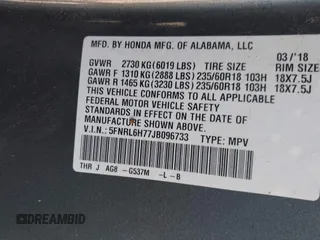 MFD. BY HONDA MFG. OF ALABAMA, LLC
03/'18
GVWR 2730 KG (6019 LBS) TIRE SIZE RIM SIZE
GAWR F 1310 KG (2888 LBS) 235/60R18 103H 18X7.5J
GAWR R 1465 KG (3230 LBS) 235/60R18 103H 18X7.5J
THIS VEHICLE CONFORMS TO ALL APPLICABLE
FEDERAL MOTOR VEHICLE SAFETY
STANDARDS IN EFFECT ON THE DATE OF
MANUFACTURE SHOWN ABOVE.
V.I.N.: 5FNRL6H77JB096733 TYPE: MPV
THR J AG8 -G537M -L-B
DREAMBID